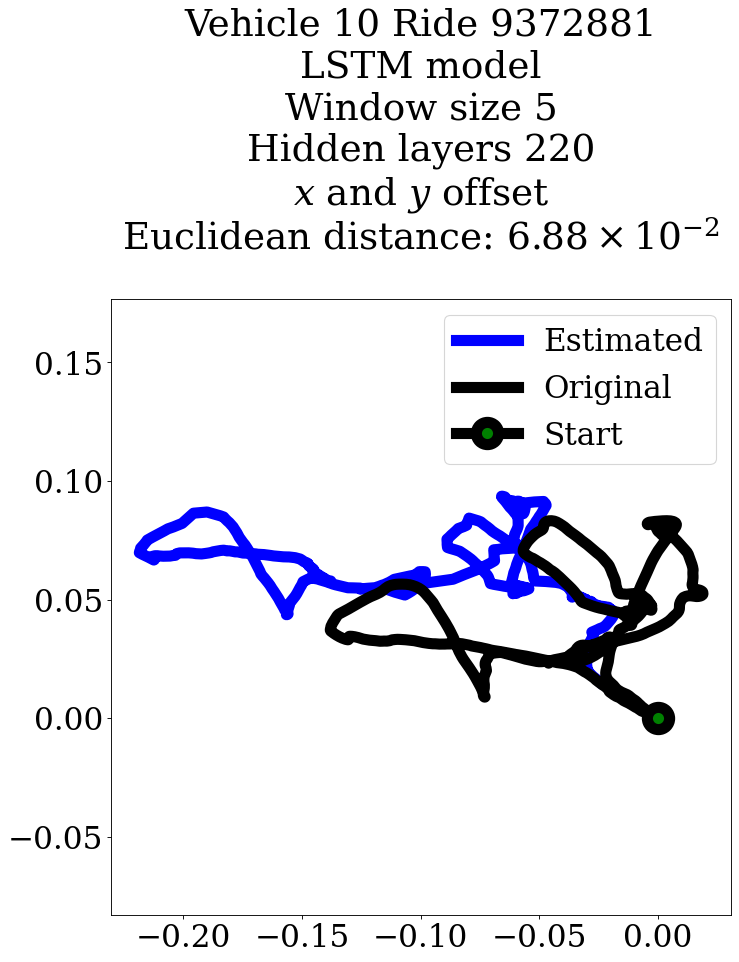 Vehicle 10 Ride 9372881
LSTM model
Window size 5
Hidden layers 220
x and y offset
Euclidean distance: 6.88 × 10⁻²
Estimated
Original
Start
0.15
0.10
0.05
0.00
−0.05
−0.20 −0.15 −0.10 −0.05 0.00